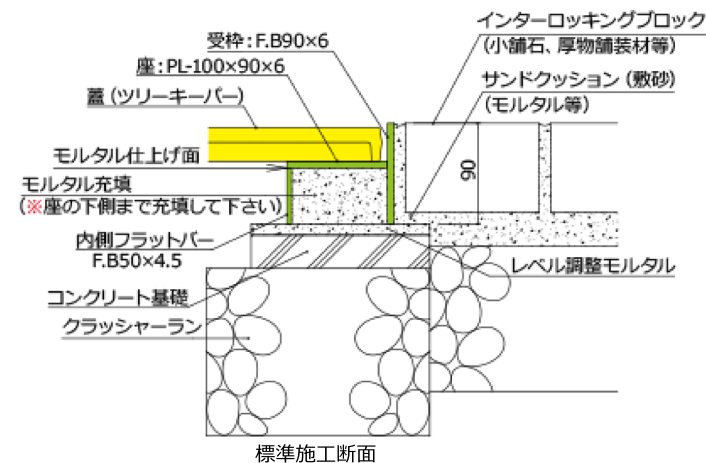 受枠：F.B90×6
座：PL-100×90×6
蓋（ツリーキーパー）
モルタル仕上げ面
モルタル充填
（※座の下側まで充填して下さい）
内側フラットバー
F.B50×4.5
コンクリート基礎
クラッシャーラン
インターロッキングブロック
（小舗石、厚物舗装材等）
サンドクッション（敷砂）
（モルタル等）
90
レベル調整モルタル
標準施工断面